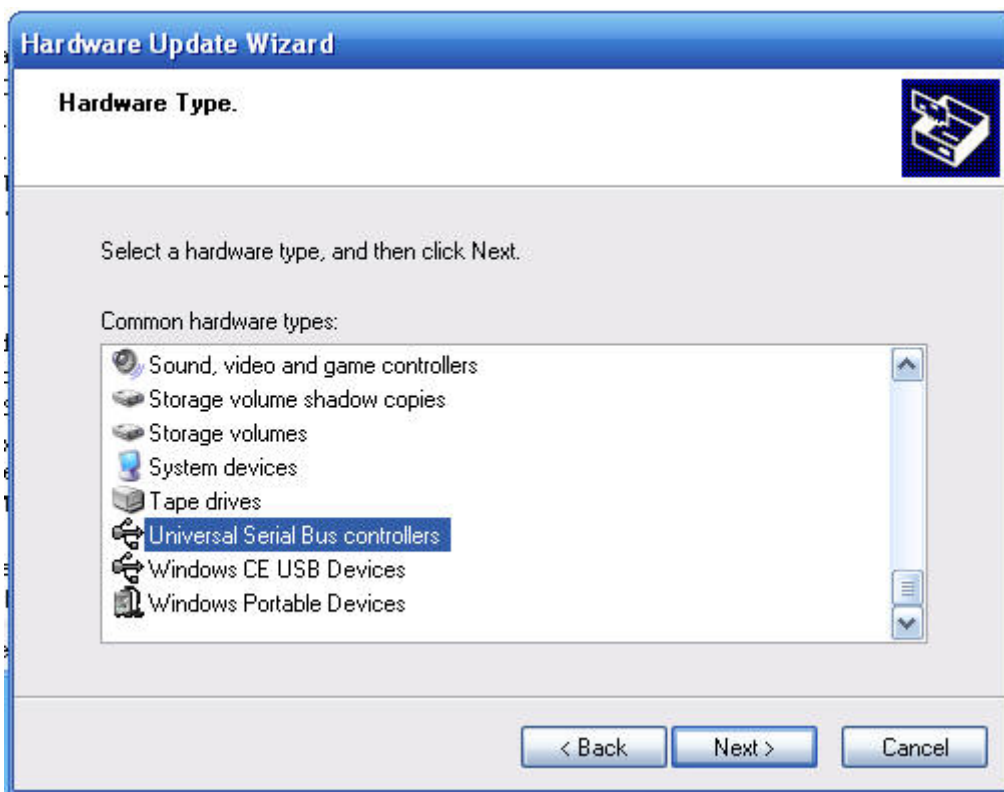 Hardware Update Wizard
Hardware Type.
Select a hardware type, and then click Next.
Common hardware types:
Sound, video and game controllers
Storage volume shadow copies
Storage volumes
System devices
Tape drives
Universal Serial Bus controllers
Windows CE USB Devices
Windows Portable Devices
< Back
Next >
Cancel